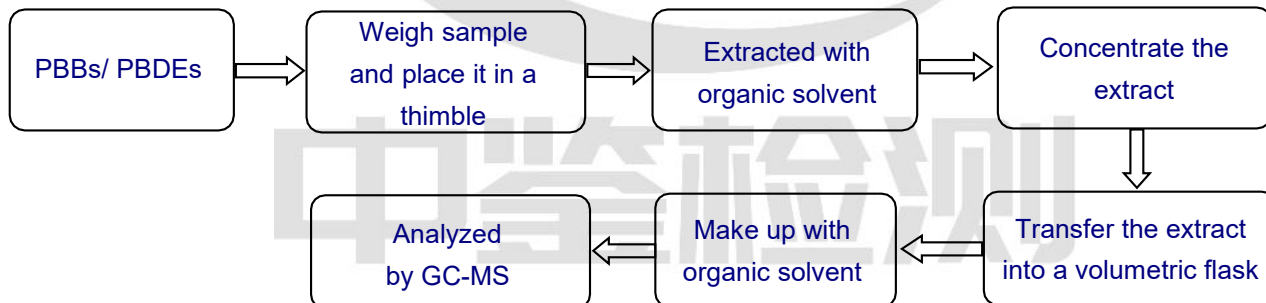 PBBs/ PBDEs
Weigh sample
and place it in a
thimble
Extracted with
organic solvent
Concentrate the
extract
Transfer the extract
into a volumetric flask
Make up with
organic solvent
Analyzed
by GC-MS
中鉴检测